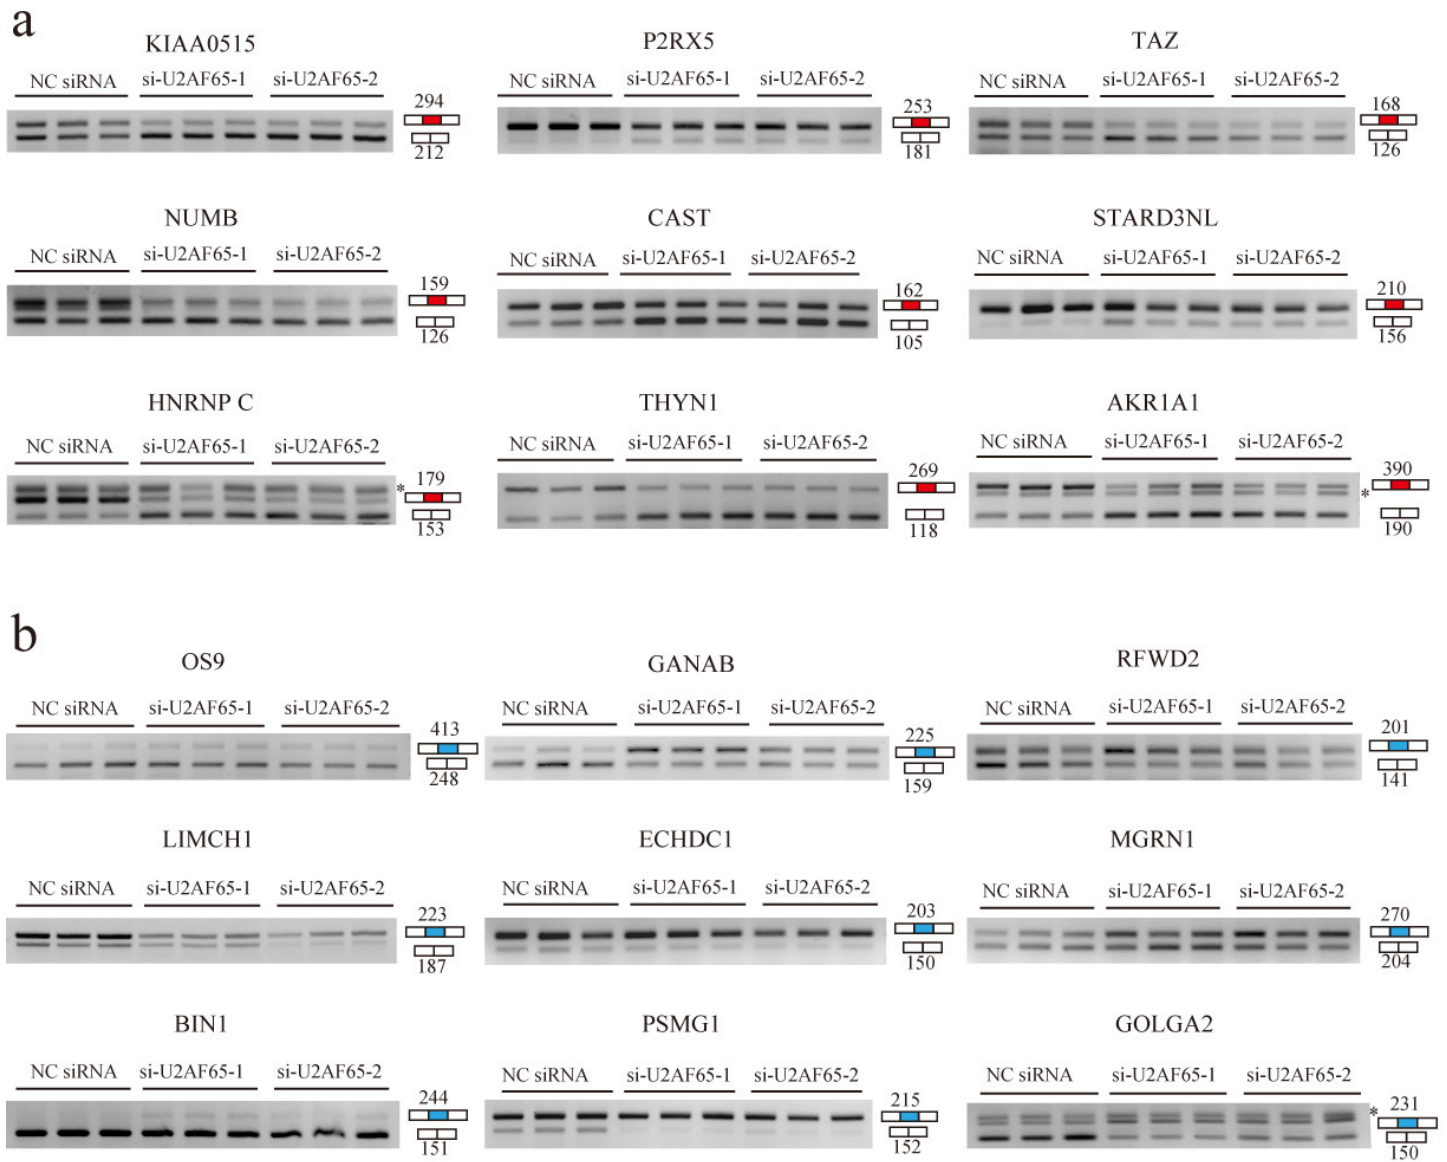 a
KIAA0515 P2RX5 TAZ
NC siRNA si-U2AF65-1 si-U2AF65-2 NC siRNA si-U2AF65-1 si-U2AF65-2 NC siRNA si-U2AF65-1 si-U2AF65-2
294 253 168
212 181 126
NUMB CAST STARD3NL
NC siRNA si-U2AF65-1 si-U2AF65-2 NC siRNA si-U2AF65-1 si-U2AF65-2 NC siRNA si-U2AF65-1 si-U2AF65-2
159 162 210
126 105 156
HNRNP C THYN1 AKR1A1
NC siRNA si-U2AF65-1 si-U2AF65-2 NC siRNA si-U2AF65-1 si-U2AF65-2 NC siRNA si-U2AF65-1 si-U2AF65-2
179 269 390
* *
153 118 190
b
OS9 GANAB RFWD2
NC siRNA si-U2AF65-1 si-U2AF65-2 NC siRNA si-U2AF65-1 si-U2AF65-2 NC siRNA si-U2AF65-1 si-U2AF65-2
413 225 201
248 159 141
LIMCH1 ECHDC1 MGRN1
NC siRNA si-U2AF65-1 si-U2AF65-2 NC siRNA si-U2AF65-1 si-U2AF65-2 NC siRNA si-U2AF65-1 si-U2AF65-2
223 203 270
187 150 204
BIN1 PSMG1 GOLGA2
NC siRNA si-U2AF65-1 si-U2AF65-2 NC siRNA si-U2AF65-1 si-U2AF65-2 NC siRNA si-U2AF65-1 si-U2AF65-2
244 215 * 231
151 152 150